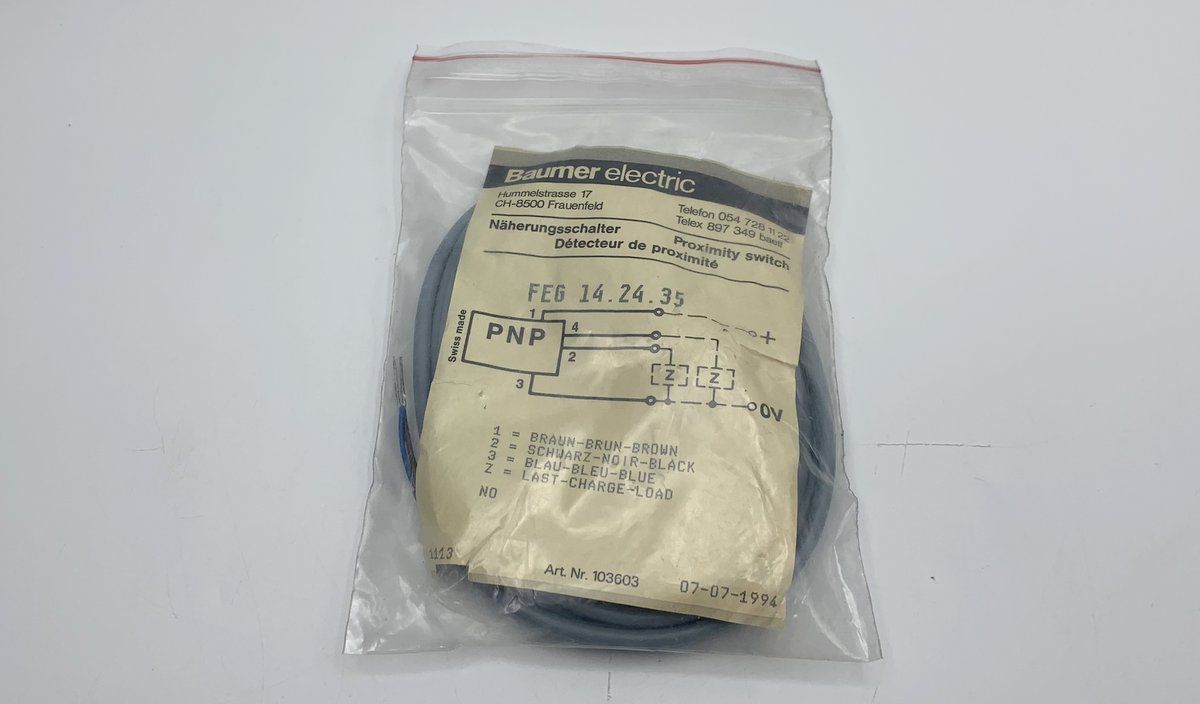 Baumer electric
Hummelstrasse 17
CH-8500 Frauenfeld
Telefon 054 728 11 22
Telex 897 349 baell
Näherungsschalter
Proximity switch
Détecteur de proximité
FEG 14.24.35
Swiss made
1
PNP
4
2
3
+
Z
Z
0V
1 = BRAUN-BRUN-BROWN
2 = SCHWARZ-NOIR-BLACK
3 = BLAU-BLEU-BLUE
Z = LAST-CHARGE-LOAD
NO
1113
Art. Nr. 103603
07-07-1994